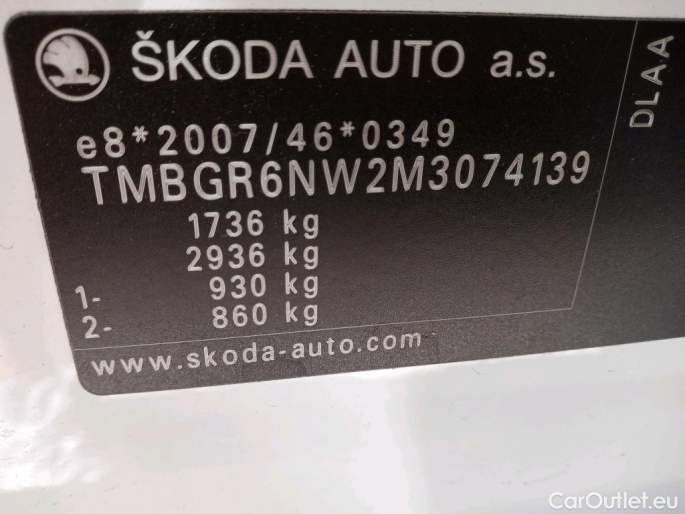 ŠKODA AUTO a.s.
DLAA
e8*2007/46*0349
TMBGR6NW2M3074139
1736 kg
2936 kg
1- 930 kg
2- 860 kg
www.skoda-auto.com
CarOutlet.eu